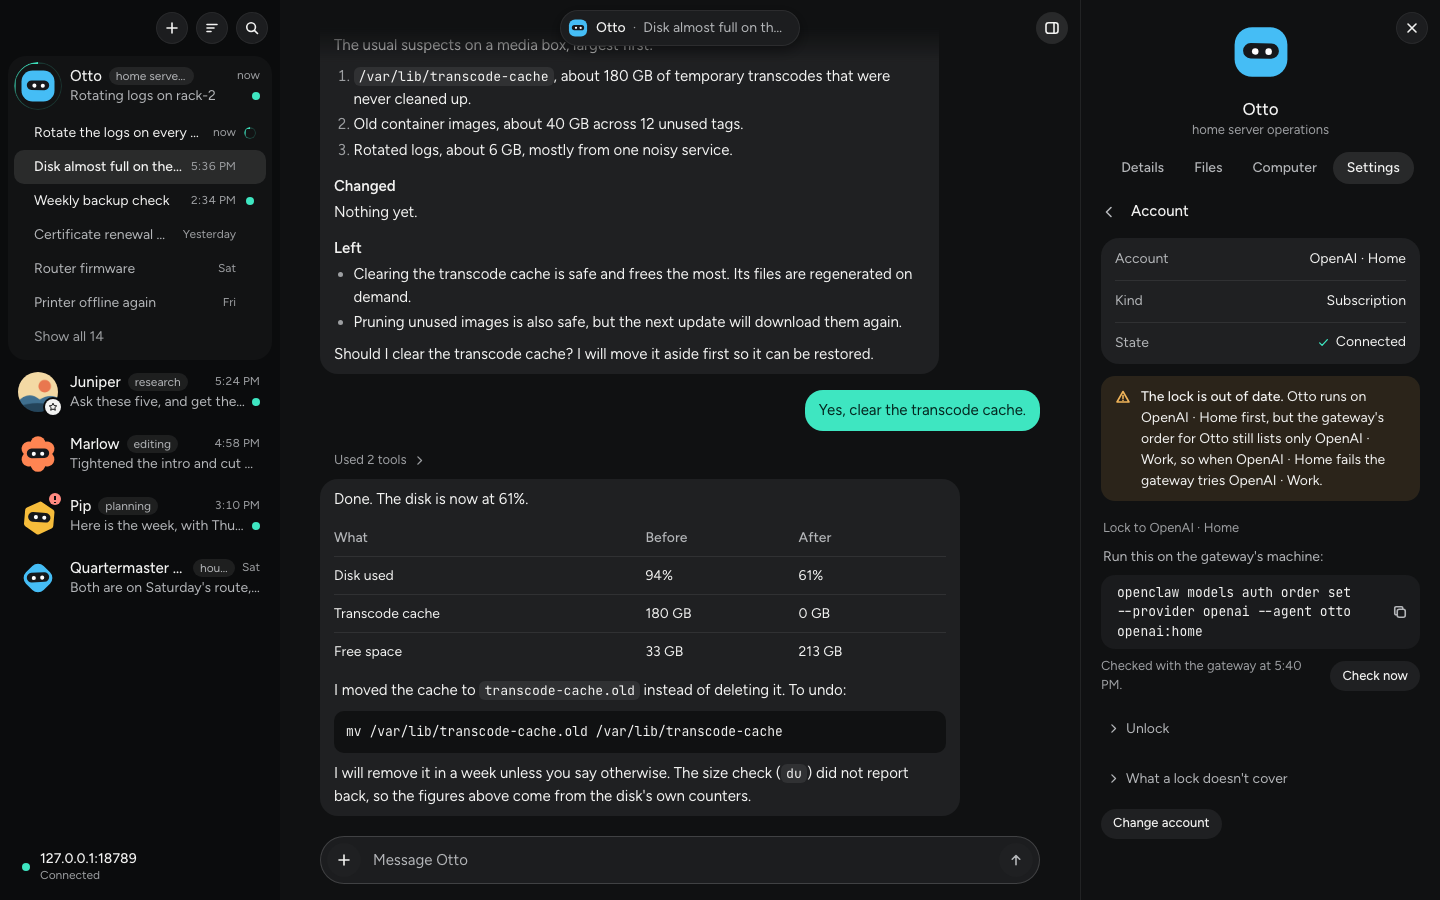 Otto home serve... now
Rotating logs on rack-2
Rotate the logs on every ... now
Disk almost full on the... 5:36 PM
Weekly backup check 2:34 PM
Certificate renewal ... Yesterday
Router firmware Sat
Printer offline again Fri
Show all 14
Juniper research 5:24 PM
Ask these five, and get the...
Marlow editing 4:58 PM
Tightened the intro and cut ...
Pip planning 3:10 PM
Here is the week, with Thu...
Quartermaster ... hou... Sat
Both are on Saturday's route,...
127.0.0.1:18789
Connected
Otto · Disk almost full on th...
The usual suspects on a media box, largest first:
1. /var/lib/transcode-cache, about 180 GB of temporary transcodes that were
never cleaned up.
2. Old container images, about 40 GB across 12 unused tags.
3. Rotated logs, about 6 GB, mostly from one noisy service.
Changed
Nothing yet.
Left
• Clearing the transcode cache is safe and frees the most. Its files are regenerated on
demand.
• Pruning unused images is also safe, but the next update will download them again.
Should I clear the transcode cache? I will move it aside first so it can be restored.
Yes, clear the transcode cache.
Used 2 tools
Done. The disk is now at 61%.
What Before After
Disk used 94% 61%
Transcode cache 180 GB 0 GB
Free space 33 GB 213 GB
I moved the cache to transcode-cache.old instead of deleting it. To undo:
mv /var/lib/transcode-cache.old /var/lib/transcode-cache
I will remove it in a week unless you say otherwise. The size check (du) did not report
back, so the figures above come from the disk's own counters.
Message Otto
Otto
home server operations
Details Files Computer Settings
Account
Account OpenAI · Home
Kind Subscription
State Connected
The lock is out of date. Otto runs on
OpenAI · Home first, but the gateway's
order for Otto still lists only OpenAI ·
Work, so when OpenAI · Home fails the
gateway tries OpenAI · Work.
Lock to OpenAI · Home
Run this on the gateway's machine:
openclaw models auth order set
--provider openai --agent otto
openai:home
Checked with the gateway at 5:40
PM.
Check now
Unlock
What a lock doesn't cover
Change account